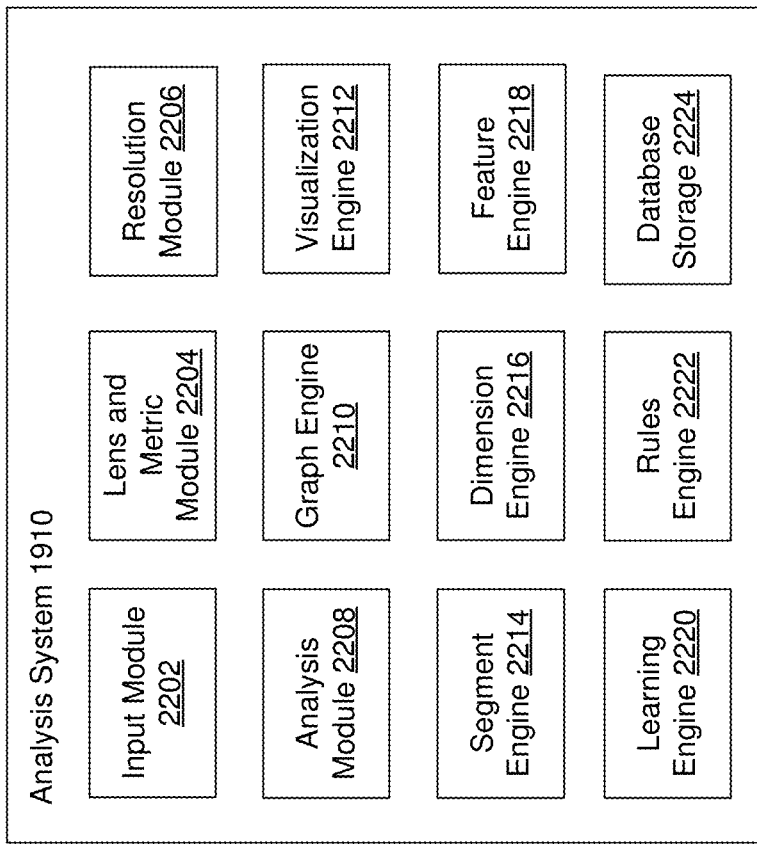 Analysis System 1910
Input Module
2202
Lens and
Metric
Module 2204
Resolution
Module 2206
Analysis
Module 2208
Graph Engine
2210
Visualization
Engine 2212
Segment
Engine 2214
Dimension
Engine 2216
Feature
Engine 2218
Learning
Engine 2220
Rules
Engine 2222
Database
Storage 2224